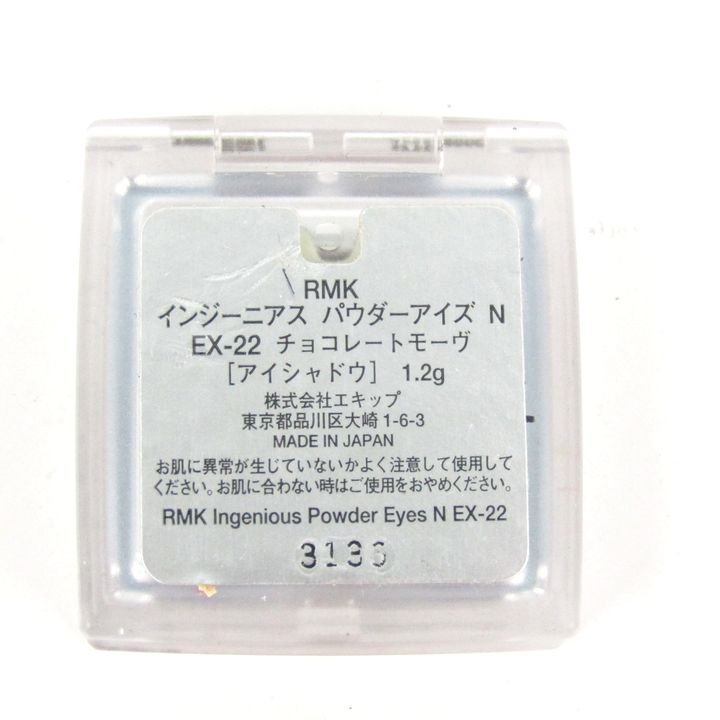 RMK
インジーニアス パウダーアイズ N
EX-22 チョコレートモーヴ
[アイシャドウ] 1.2g
株式会社エキップ
東京都品川区大崎1-6-3
MADE IN JAPAN
お肌に異常が生じていないかよく注意して使用して
ください。お肌に合わない時はご使用をおやめください。
RMK Ingenious Powder Eyes N EX-22
3136